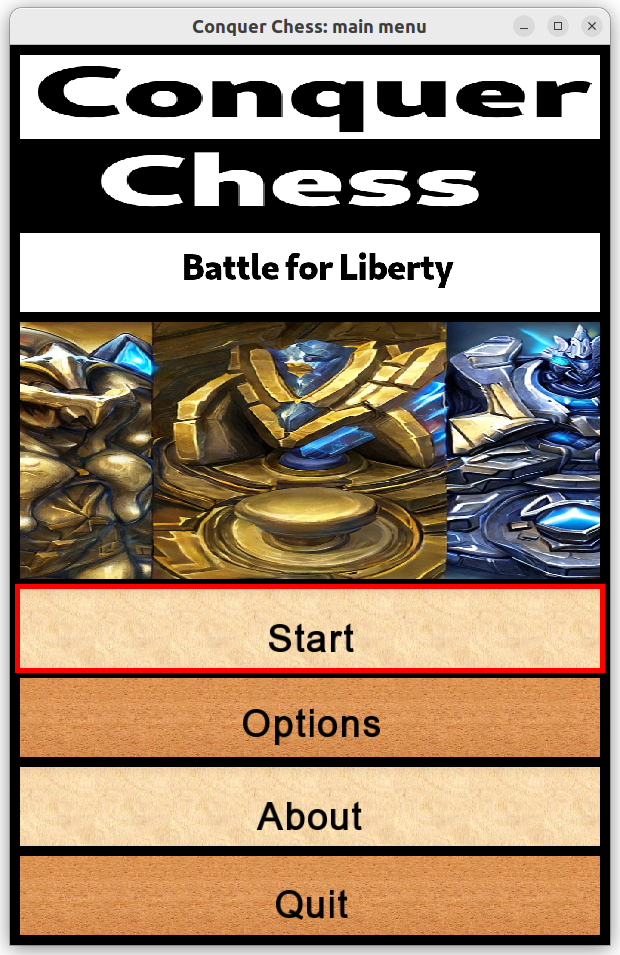 Conquer Chess: main menu
Conquer
Chess
Battle for Liberty
Start
Options
About
Quit